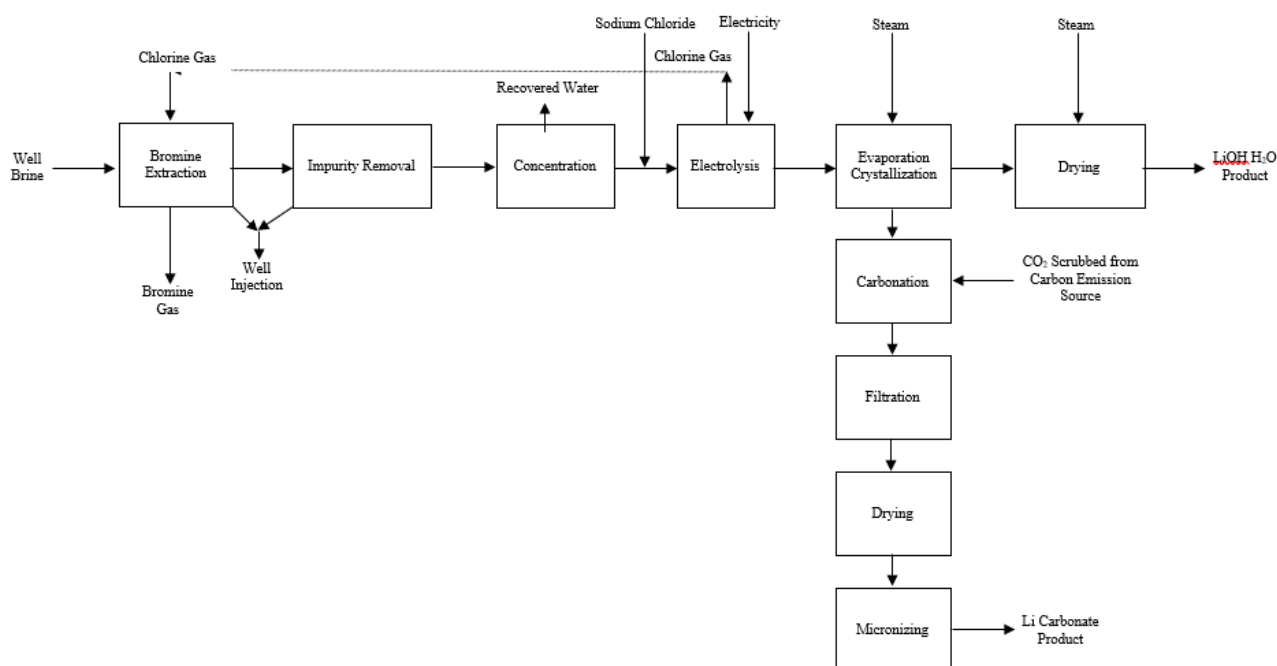 Sodium Chloride
Electricity
Steam
Steam
Chlorine Gas
Chlorine Gas
Recovered Water
Well
Brine
Bromine
Extraction
Impurity Removal
Concentration
Electrolysis
Evaporation
Crystallization
Drying
LiOH H₂O
Product
Well
Injection
Bromine
Gas
Carbonation
CO₂ Scrubbed from
Carbon Emission
Source
Filtration
Drying
Micronizing
Li Carbonate
Product